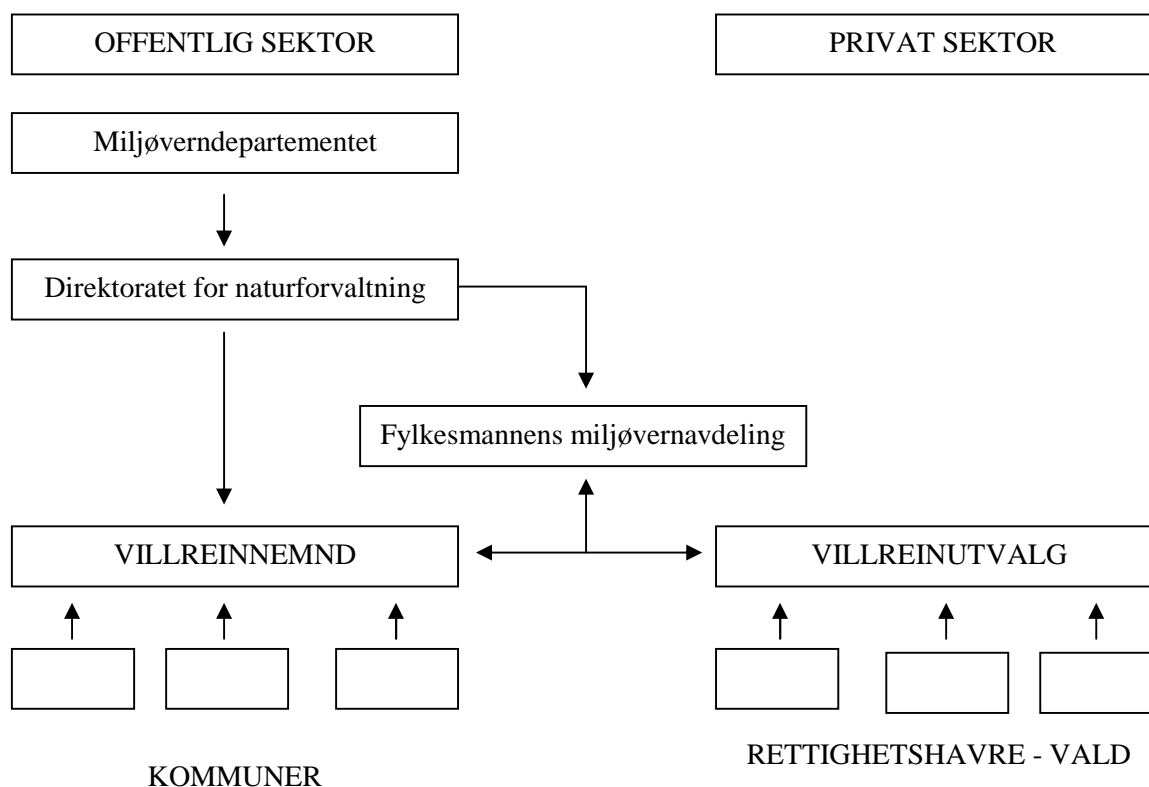 OFFENTLIG SEKTOR
PRIVAT SEKTOR
Miljøverndepartementet
Direktoratet for naturforvaltning
Fylkesmannens miljøvernavdeling
VILLREINNEMND
VILLREINUTVALG
KOMMUNER
RETTIGHETSHAVRE - VALD